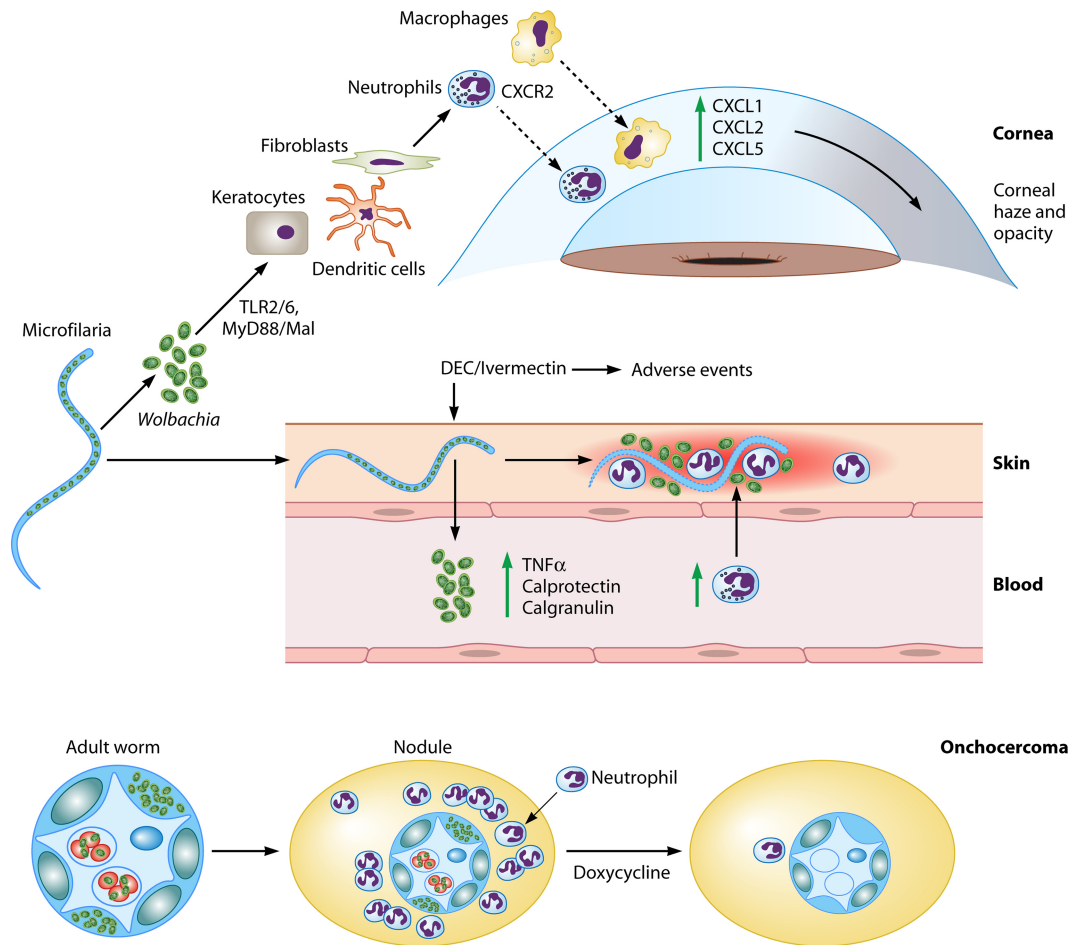 Macrophages
Neutrophils
CXCR2
CXCL1
CXCL2
CXCL5
Cornea
Fibroblasts
Keratocytes
Corneal
haze and
opacity
Dendritic cells
TLR2/6,
MyD88/Mal
Microfilaria
Wolbachia
DEC/Ivermectin
Adverse events
Skin
TNFα
Calprotectin
Calgranulin
Blood
Adult worm
Nodule
Onchocercoma
Neutrophil
Doxycycline